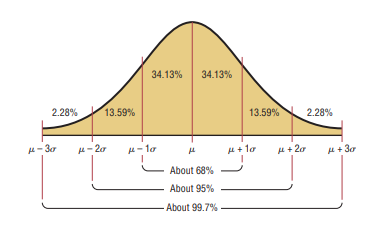 34.13% 34.13%
2.28% 13.59% 13.59% 2.28%
μ − 3σ μ − 2σ μ − 1σ μ μ + 1σ μ + 2σ μ + 3σ
About 68%
About 95%
About 99.7%